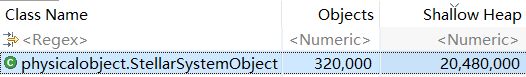 Class Name Objects Shallow Heap
<Regex> <Numeric> <Numeric>
physicalobject.StellarSystemObject 320,000 20,480,000